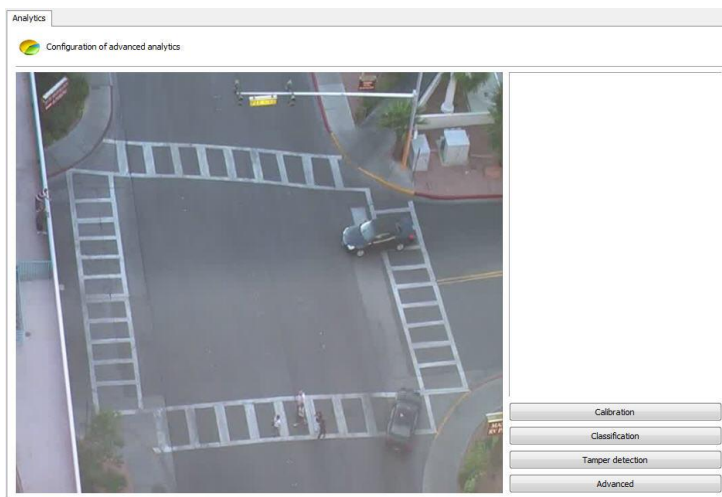 Analytics
Configuration of advanced analytics
Calibration
Classification
Tamper detection
Advanced